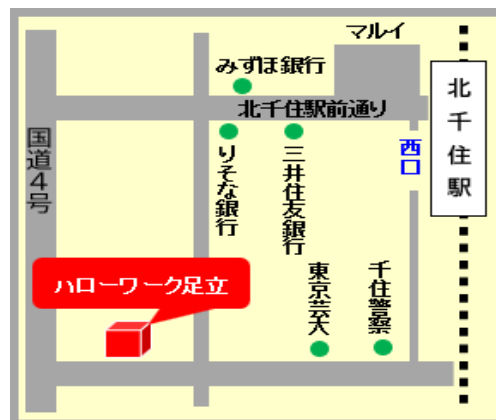 マルイ
みずほ銀行
北千住駅前通り
北千住駅
西口
国道4号
りそな銀行
三井住友銀行
ハローワーク足立
東京芸大
千住警察